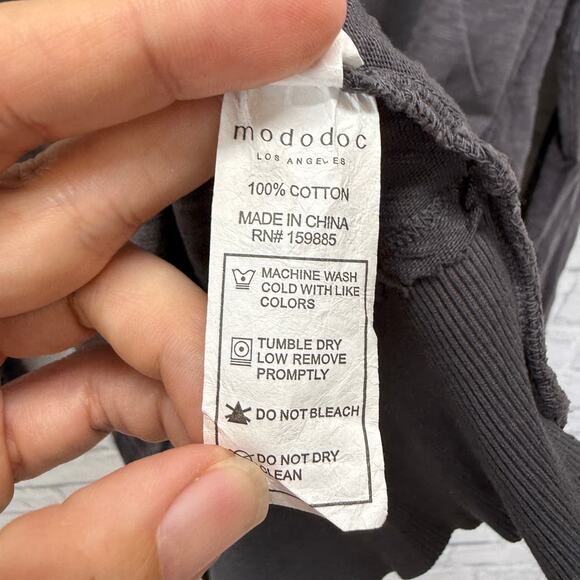 mododoc
LOS ANGELES
100% COTTON
MADE IN CHINA
RN# 159885
MACHINE WASH
COLD WITH LIKE
COLORS
TUMBLE DRY
LOW REMOVE
PROMPTLY
DO NOT BLEACH
DO NOT DRY
CLEAN